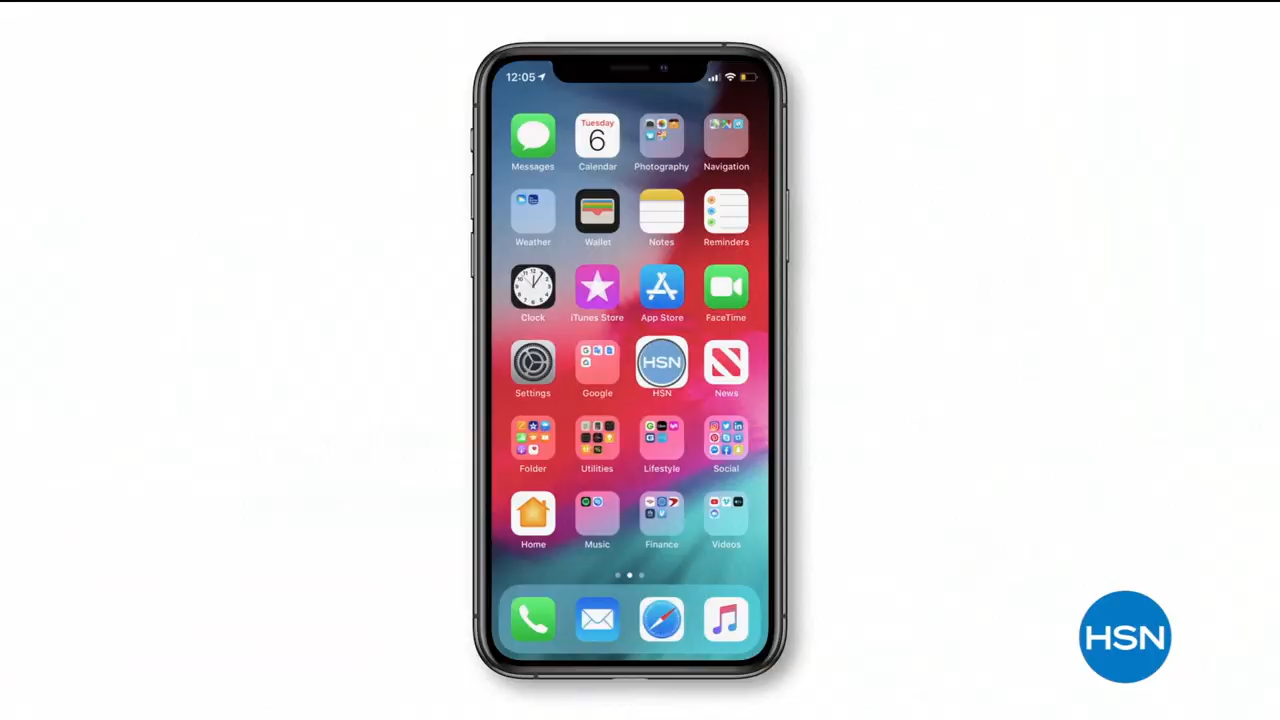 12:05
Tuesday
6
Messages Calendar Photography Navigation
Weather Wallet Notes Reminders
Clock iTunes Store App Store FaceTime
HSN
Settings Google HSN News
Folder Utilities Lifestyle Social
Home Music Finance Videos
HSN